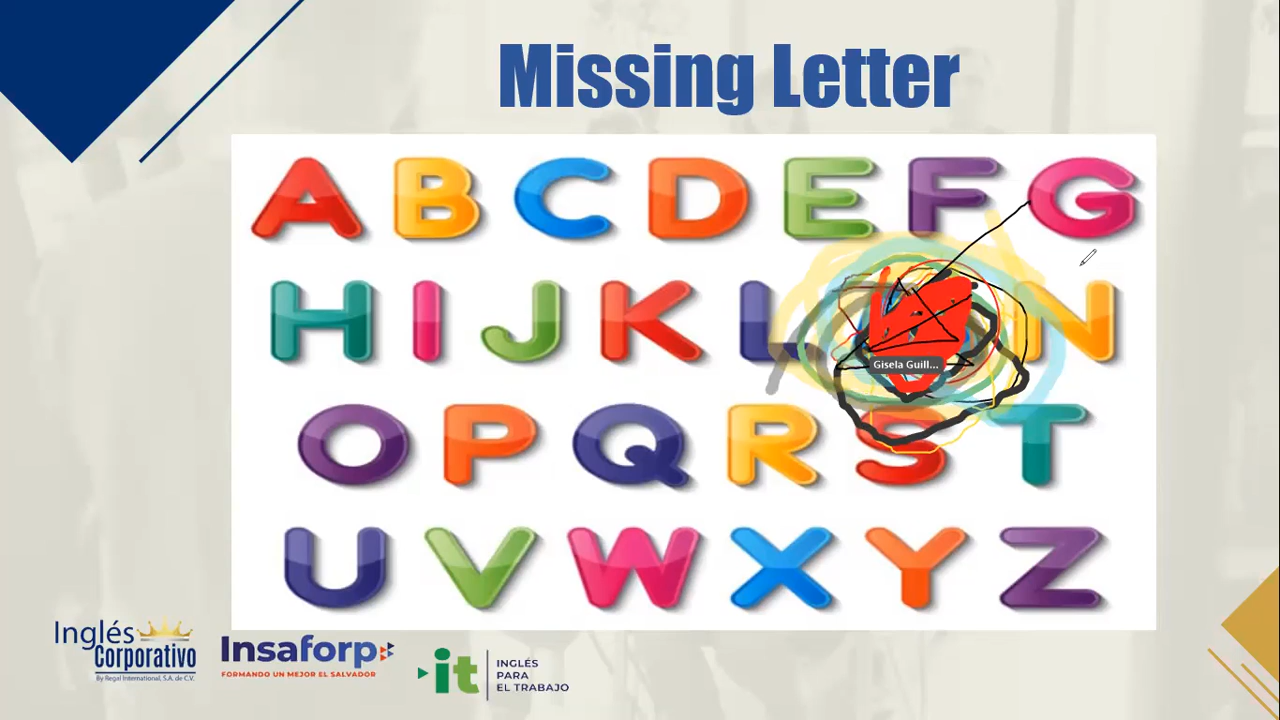 Missing Letter
A B C D E F G
H I J K L N
O P Q R S T
U V W X Y Z
Gisela Guill...
Inglés
Corporativo
By Regal International, S.A. de C.V.
Insaforp
FORMANDO UN MEJOR EL SALVADOR
it
INGLÉS
PARA
EL TRABAJO